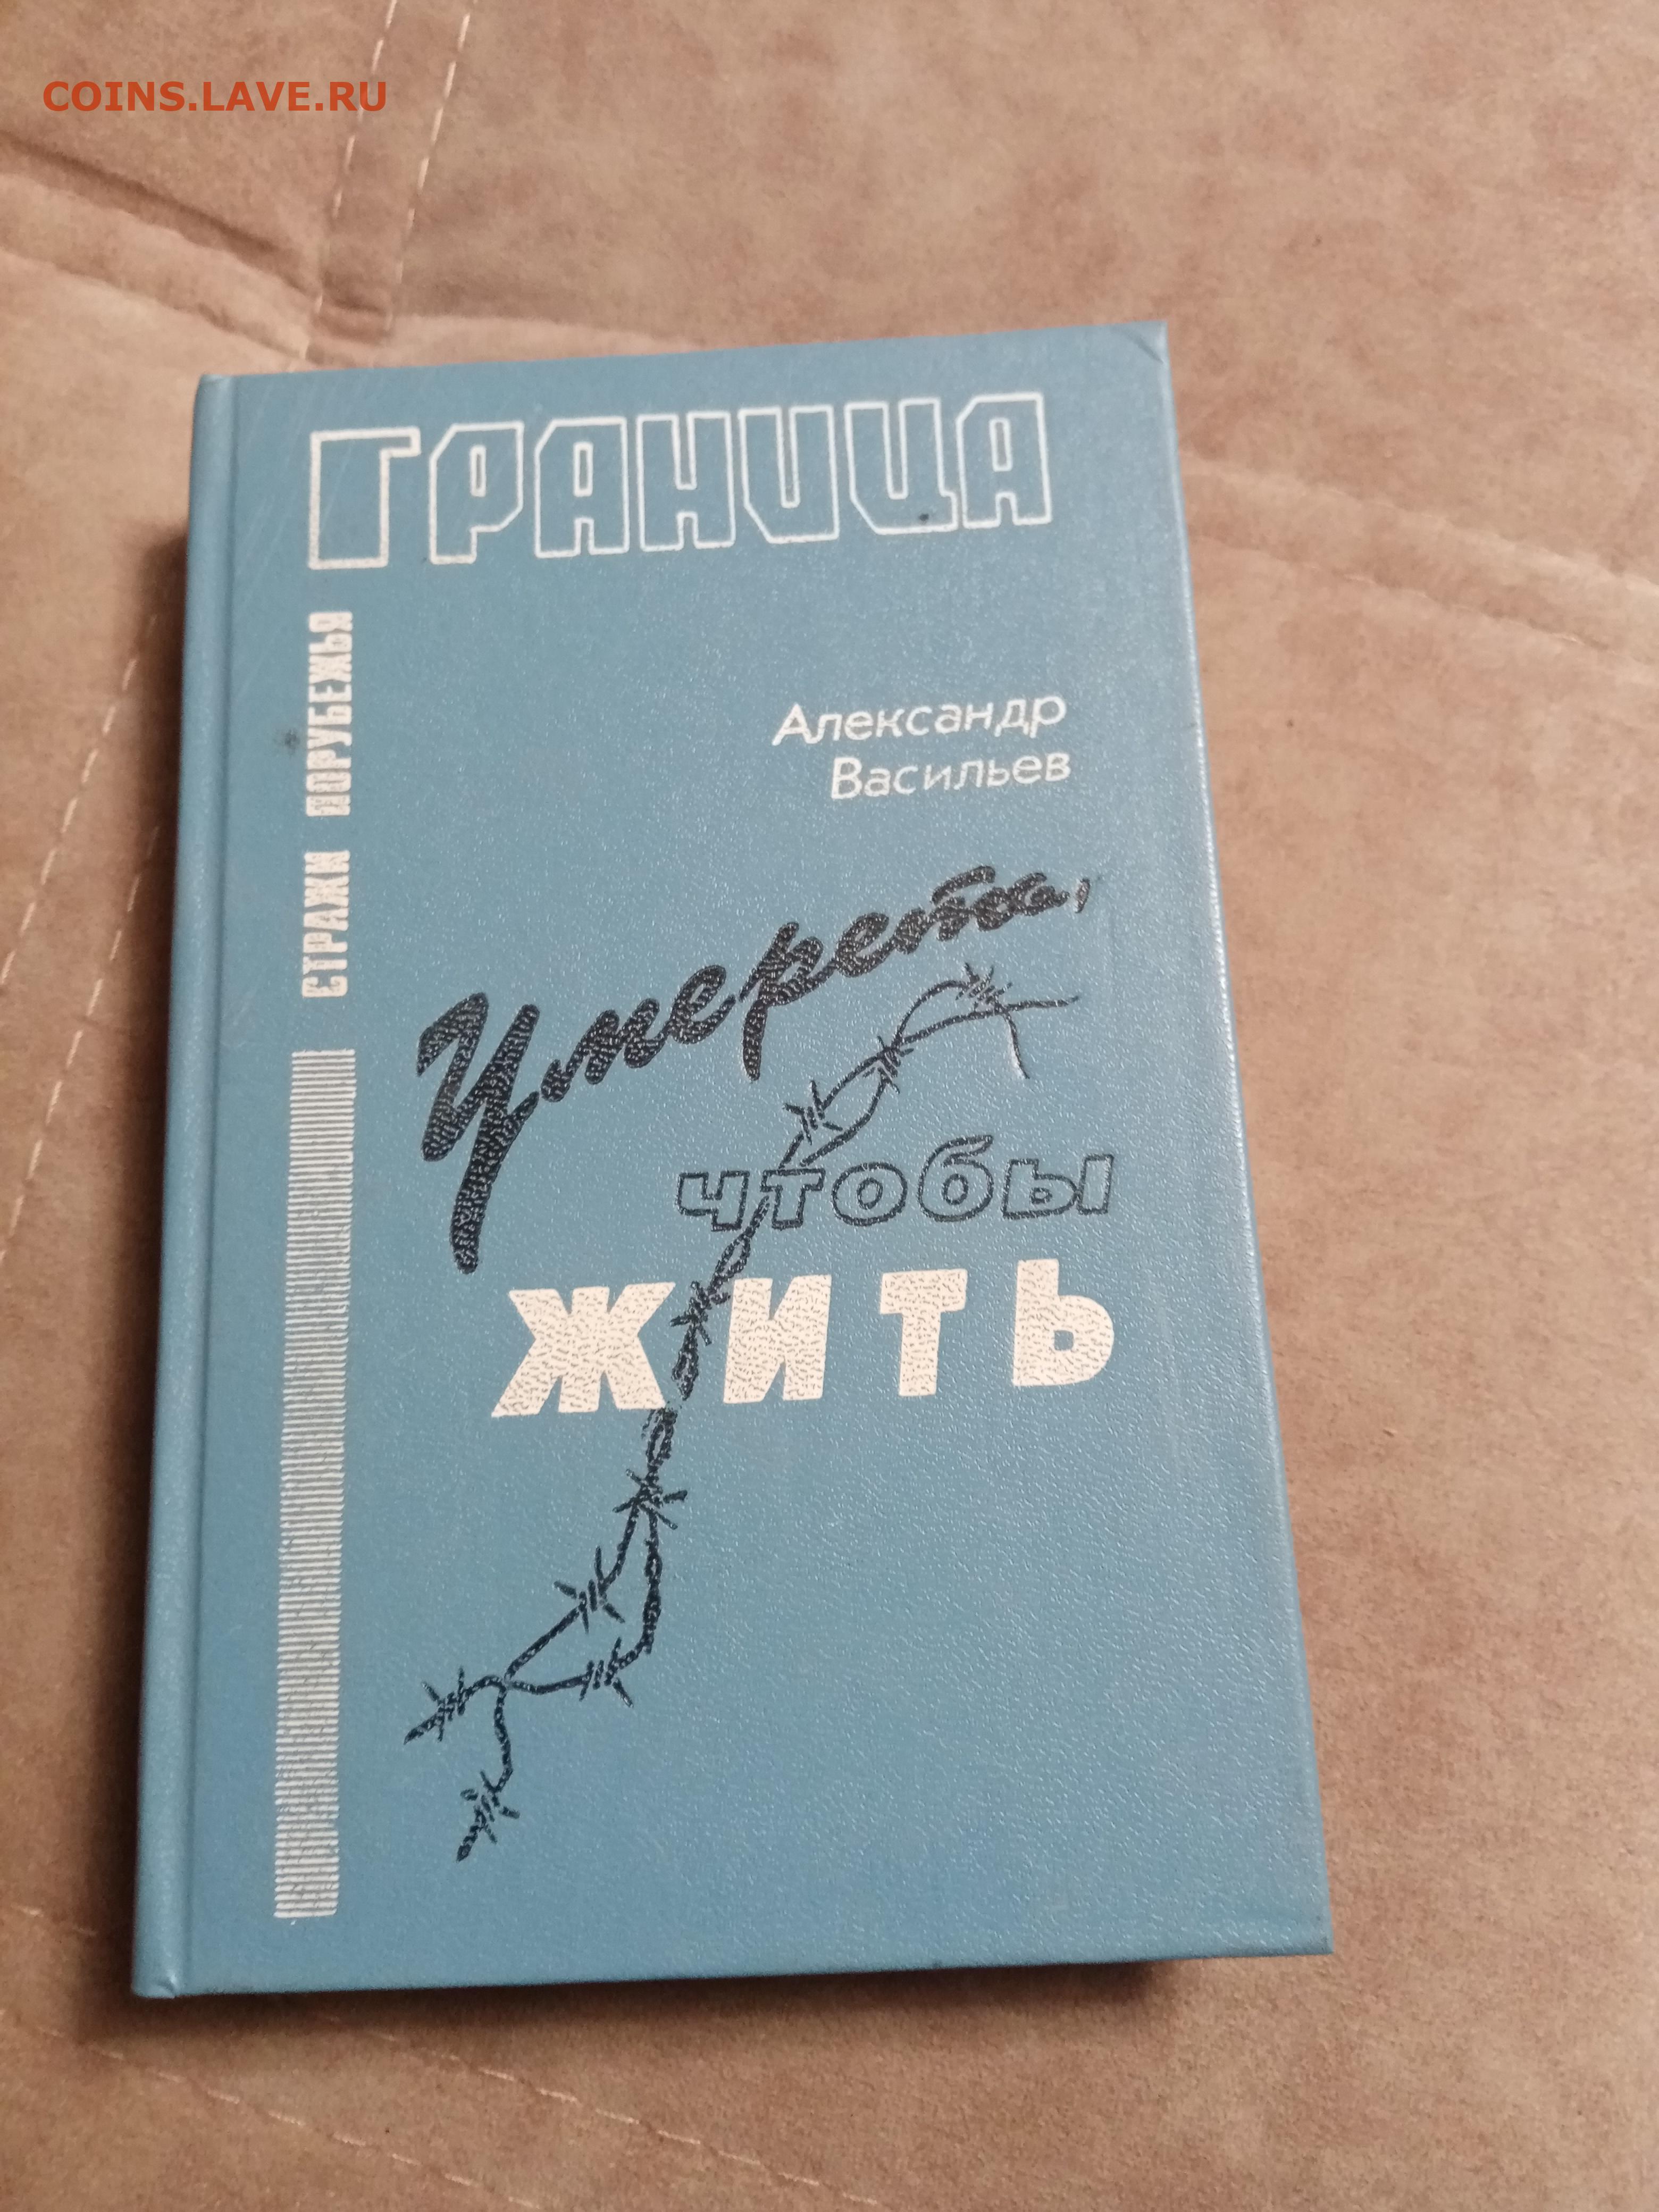 COINS.LAVE.RU
ГРАНИЦА
СТРАЖИ ПОРУБЕЖЬЯ
Александр
Васильев
Умереть,
чтобы
ЖИТЬ